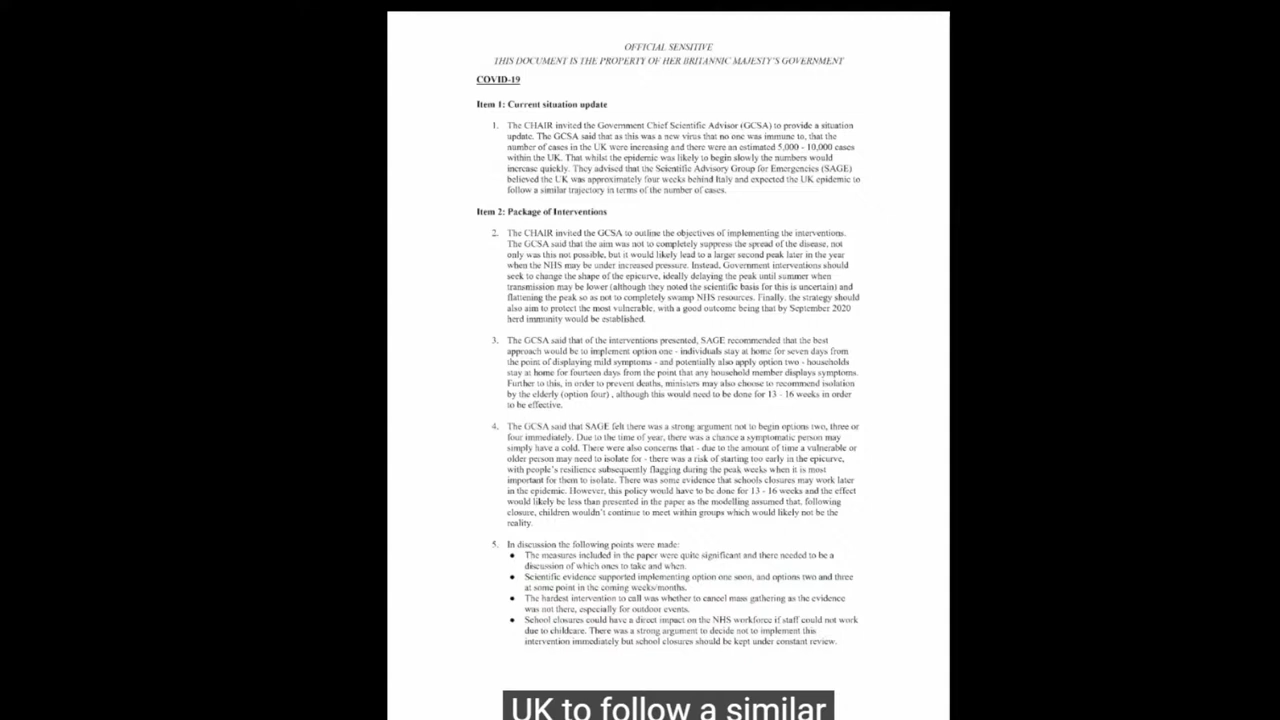 OFFICIAL SENSITIVE
THIS DOCUMENT IS THE PROPERTY OF HER BRITANNIC MAJESTY'S GOVERNMENT
COVID-19
Item 1: Current situation update
1. The CHAIR invited the Government Chief Scientific Advisor (GCSA) to provide a situation
update. The GCSA said that as this was a new virus that no one was immune to, that the
number of cases in the UK were increasing and there were an estimated 5,000 - 10,000 cases
within the UK. That whilst the epidemic was likely to begin slowly the numbers would
increase quickly. They advised that the Scientific Advisory Group for Emergencies (SAGE)
believed the UK was approximately four weeks behind Italy and expected the UK epidemic to
follow a similar trajectory in terms of the number of cases.
Item 2: Package of Interventions
2. The CHAIR invited the GCSA to outline the objectives of implementing the interventions.
The GCSA said that the aim was not to completely suppress the spread of the disease, not
only was this not possible, but it would likely lead to a larger second peak later in the year
when the NHS may be under increased pressure. Instead, Government interventions should
seek to change the shape of the epicurve, ideally delaying the peak until summer when
transmission may be lower (although they noted the scientific basis for this is uncertain) and
flattening the peak so as not to completely swamp NHS resources. Finally, the strategy should
also aim to protect the most vulnerable, with a good outcome being that by September 2020
herd immunity would be established.
3. The GCSA said that of the interventions presented, SAGE recommended that the best
approach would be to implement option one - individuals stay at home for seven days from
the point of displaying mild symptoms - and potentially also apply option two - households
stay at home for fourteen days from the point that any household member displays symptoms.
Further to this, in order to prevent deaths, ministers may also choose to recommend isolation
by the elderly (option four) , although this would need to be done for 13 - 16 weeks in order
to be effective.
4. The GCSA said that SAGE felt there was a strong argument not to begin options two, three or
four immediately. Due to the time of year, there was a chance a symptomatic person may
simply have a cold. There were also concerns that - due to the amount of time a vulnerable or
older person may need to isolate for - there was a risk of starting too early in the epicurve,
with people's resilience subsequently flagging during the peak weeks when it is most
important for them to isolate. There was some evidence that schools closures may work later
in the epidemic. However, this policy would have to be done for 13 - 16 weeks and the effect
would likely be less than presented in the paper as the modelling assumed that, following
closure, children wouldn't continue to meet within groups which would likely not be the
reality.
5. In discussion the following points were made:
● The measures included in the paper were quite significant and there needed to be a
discussion of which ones to take and when.
● Scientific evidence supported implementing option one soon, and options two and three
at some point in the coming weeks/months.
● The hardest intervention to call was whether to cancel mass gathering as the evidence
was not there, especially for outdoor events.
● School closures could have a direct impact on the NHS workforce if staff could not work
due to childcare. There was a strong argument to decide not to implement this
intervention immediately but school closures should be kept under constant review.
UK to follow a similar